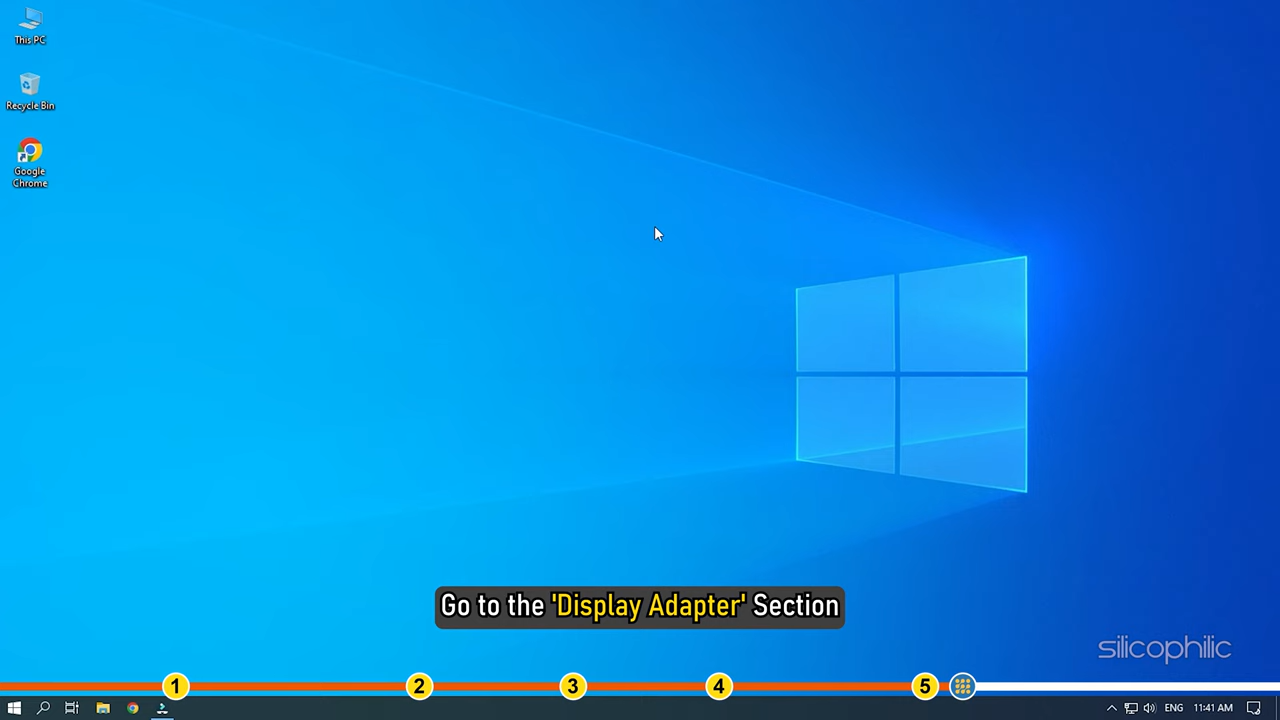 This PC
Recycle Bin
Google
Chrome
Go to the 'Display Adapter' Section
silicophilic
1 2 3 4 5
ENG 11:41 AM